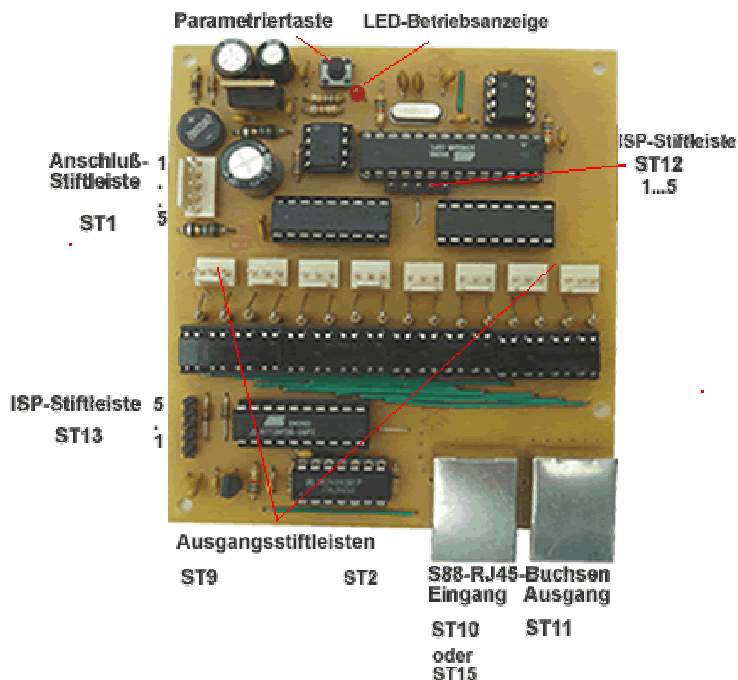 Parametriertaste
LED-Betriebsanzeige
Anschluß-
Stiftleiste
ST1
1
.
.
5
ISP-Stiftleiste
ST12
1...5
ISP-Stiftleiste
ST13
5
.
1
Ausgangsstiftleisten
ST9
ST2
S88-RJ45-Buchsen
Eingang
Ausgang
ST10
oder
ST15
ST11